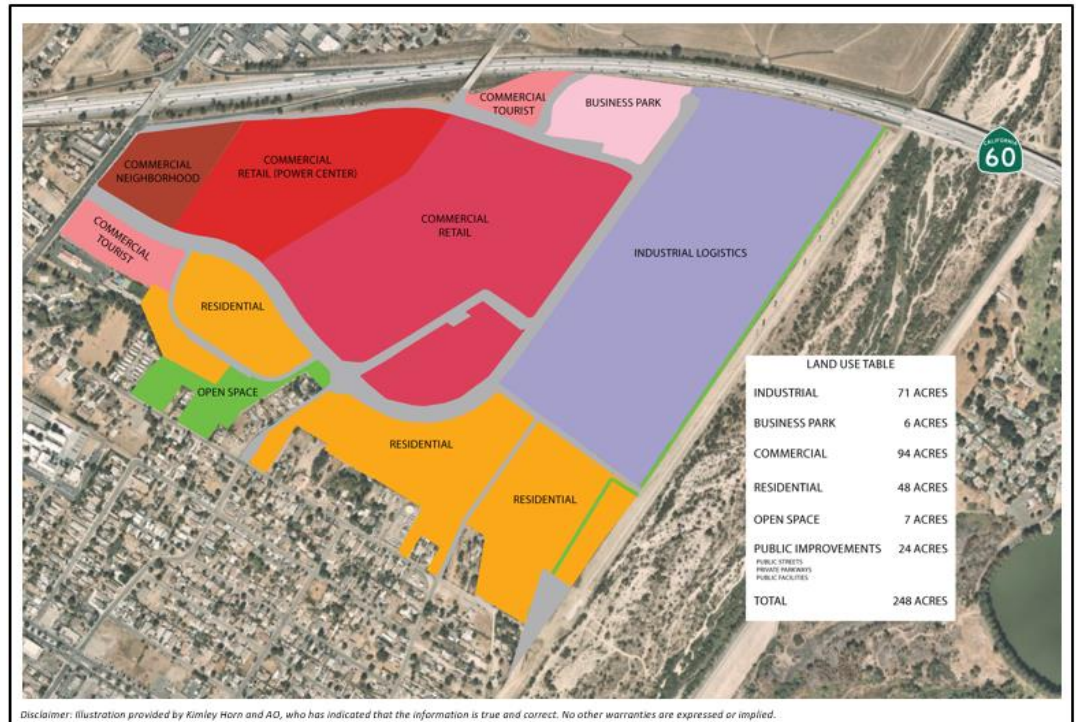 COMMERCIAL
TOURIST
BUSINESS PARK
CALIFORNIA
60
COMMERCIAL
NEIGHBORHOOD
COMMERCIAL
RETAIL (POWER CENTER)
COMMERCIAL
RETAIL
COMMERCIAL
TOURIST
INDUSTRIAL LOGISTICS
RESIDENTIAL
OPEN SPACE
RESIDENTIAL
RESIDENTIAL
LAND USE TABLE
INDUSTRIAL 71 ACRES
BUSINESS PARK 6 ACRES
COMMERCIAL 94 ACRES
RESIDENTIAL 48 ACRES
OPEN SPACE 7 ACRES
PUBLIC IMPROVEMENTS 24 ACRES
PUBLIC STREETS
PRIVATE PARKWAYS
PUBLIC FACILITIES
TOTAL 248 ACRES
Disclaimer: Illustration provided by Kimley Horn and AO, who has indicated that the information is true and correct. No other warranties are expressed or implied.